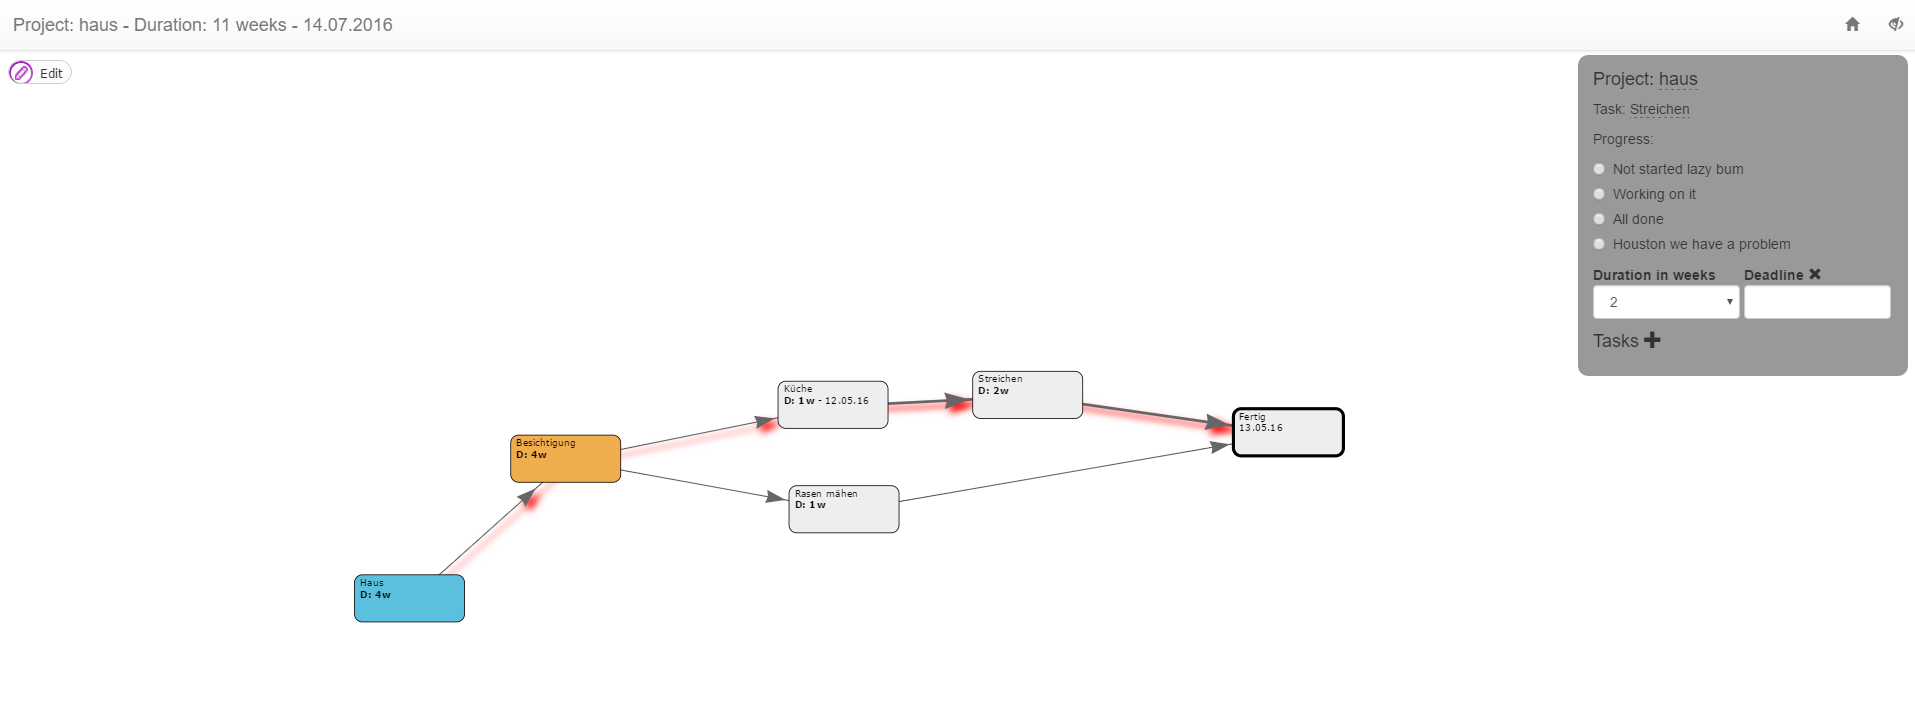 Project: haus - Duration: 11 weeks - 14.07.2016
Edit
Project: haus
Task: Streichen
Progress:
Not started lazy bum
Working on it
All done
Houston we have a problem
Duration in weeks
Deadline
2
Tasks
Streichen
D: 2w
Küche
D: 1w - 12.05.16
Fertig
13.05.16
Besichtigung
D: 4w
Rasen mähen
D: 1w
Haus
D: 4w